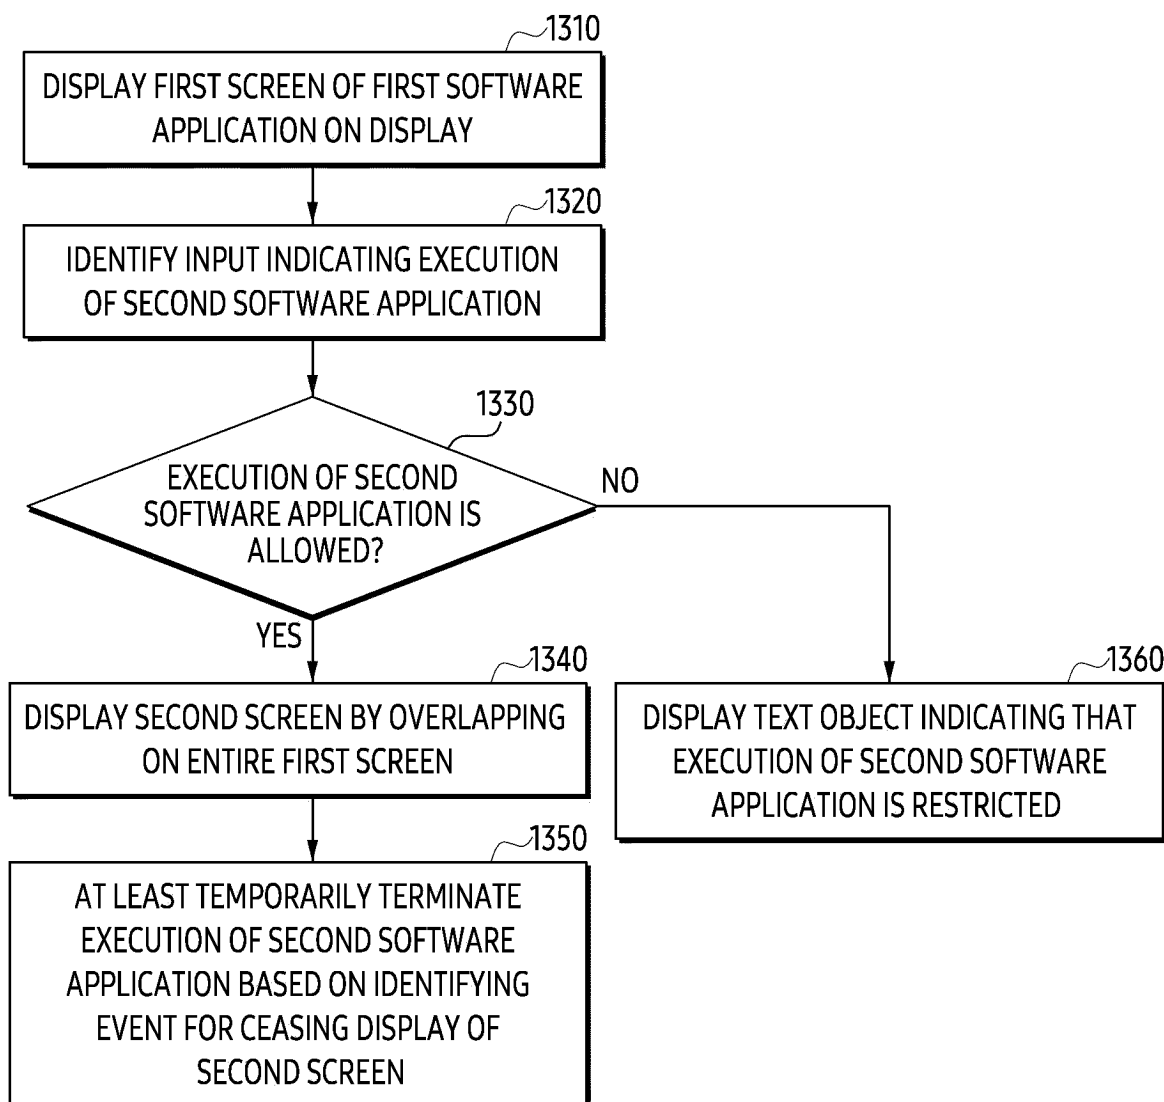 1310
DISPLAY FIRST SCREEN OF FIRST SOFTWARE
APPLICATION ON DISPLAY
1320
IDENTIFY INPUT INDICATING EXECUTION
OF SECOND SOFTWARE APPLICATION
1330
EXECUTION OF SECOND
SOFTWARE APPLICATION IS
ALLOWED?
NO
YES
1340
DISPLAY SECOND SCREEN BY OVERLAPPING
ON ENTIRE FIRST SCREEN
1360
DISPLAY TEXT OBJECT INDICATING THAT
EXECUTION OF SECOND SOFTWARE
APPLICATION IS RESTRICTED
1350
AT LEAST TEMPORARILY TERMINATE
EXECUTION OF SECOND SOFTWARE
APPLICATION BASED ON IDENTIFYING
EVENT FOR CEASING DISPLAY OF
SECOND SCREEN